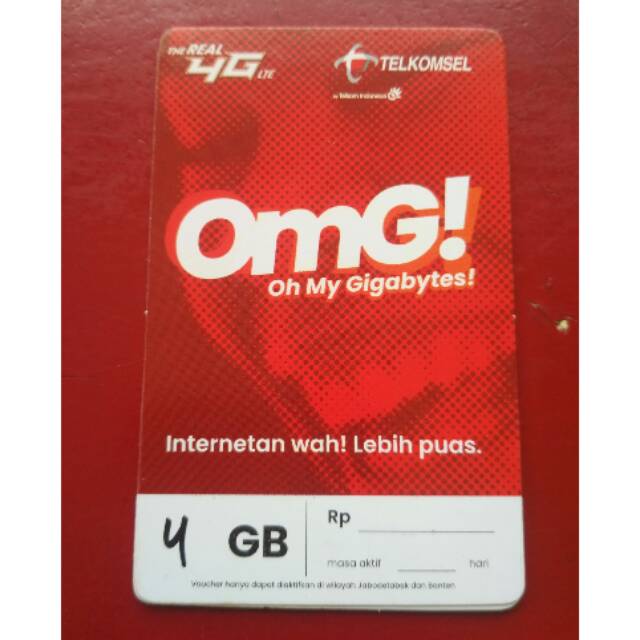 THE REAL
4G LTE
TELKOMSEL
by Telkom Indonesia
OmG!
Oh My Gigabytes!
Internetan wah! Lebih puas.
4 GB
Rp
masa aktif hari
Voucher hanya dapat diaktifkan di wilayah Jabodetabek dan Banten